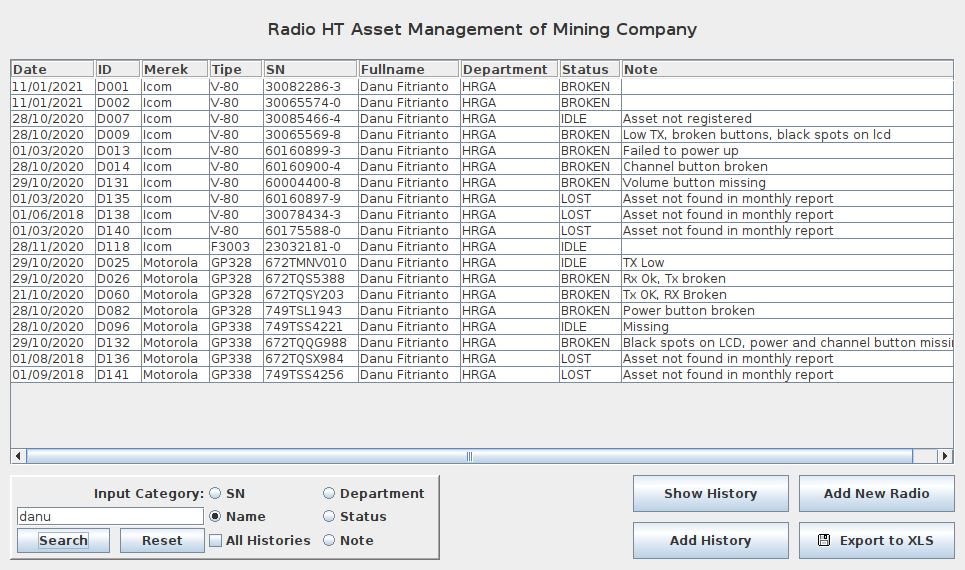 Radio HT Asset Management of Mining Company
Date ID Merek Tipe SN Fullname Department Status Note
11/01/2021 D001 Icom V-80 30082286-3 Danu Fitrianto HRGA BROKEN
11/01/2021 D002 Icom V-80 30065574-0 Danu Fitrianto HRGA BROKEN
28/10/2020 D007 Icom V-80 30085466-4 Danu Fitrianto HRGA IDLE Asset not registered
28/10/2020 D009 Icom V-80 30065569-8 Danu Fitrianto HRGA BROKEN Low TX, broken buttons, black spots on lcd
01/03/2020 D013 Icom V-80 60160899-3 Danu Fitrianto HRGA BROKEN Failed to power up
28/10/2020 D014 Icom V-80 60160900-4 Danu Fitrianto HRGA BROKEN Channel button broken
29/10/2020 D131 Icom V-80 60004400-8 Danu Fitrianto HRGA BROKEN Volume button missing
01/03/2020 D135 Icom V-80 60160897-9 Danu Fitrianto HRGA LOST Asset not found in monthly report
01/06/2018 D138 Icom V-80 30078434-3 Danu Fitrianto HRGA LOST Asset not found in monthly report
01/03/2020 D140 Icom V-80 60175588-0 Danu Fitrianto HRGA LOST Asset not found in monthly report
28/11/2020 D118 Icom F3003 23032181-0 Danu Fitrianto HRGA IDLE
29/10/2020 D025 Motorola GP328 672TMNV010 Danu Fitrianto HRGA IDLE TX Low
29/10/2020 D026 Motorola GP328 672TQS5388 Danu Fitrianto HRGA BROKEN Rx Ok, Tx broken
21/10/2020 D060 Motorola GP328 672TQSY203 Danu Fitrianto HRGA BROKEN Tx OK, RX Broken
28/10/2020 D082 Motorola GP328 749TSL1943 Danu Fitrianto HRGA BROKEN Power button broken
28/10/2020 D096 Motorola GP338 749TSS4221 Danu Fitrianto HRGA IDLE Missing
29/10/2020 D132 Motorola GP338 672TQQG988 Danu Fitrianto HRGA BROKEN Black spots on LCD, power and channel button missi
01/08/2018 D136 Motorola GP338 672TQSX984 Danu Fitrianto HRGA LOST Asset not found in monthly report
01/09/2018 D141 Motorola GP338 749TSS4256 Danu Fitrianto HRGA LOST Asset not found in monthly report
Input Category: SN Department
danu Name Status
Search Reset All Histories Note
Show History Add New Radio
Add History Export to XLS